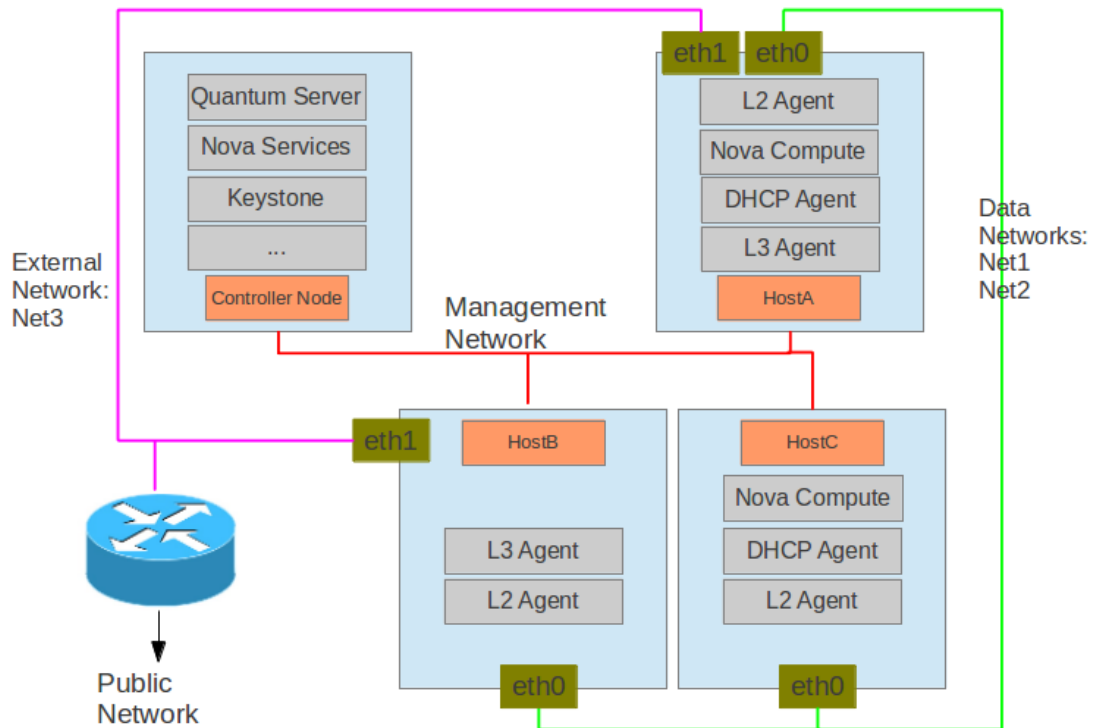 eth1
eth0
Quantum Server
Nova Services
Keystone
...
Controller Node
L2 Agent
Nova Compute
DHCP Agent
L3 Agent
HostA
External
Network:
Net3
Data
Networks:
Net1
Net2
Management
Network
eth1
HostB
L3 Agent
L2 Agent
eth0
HostC
Nova Compute
DHCP Agent
L2 Agent
eth0
Public
Network